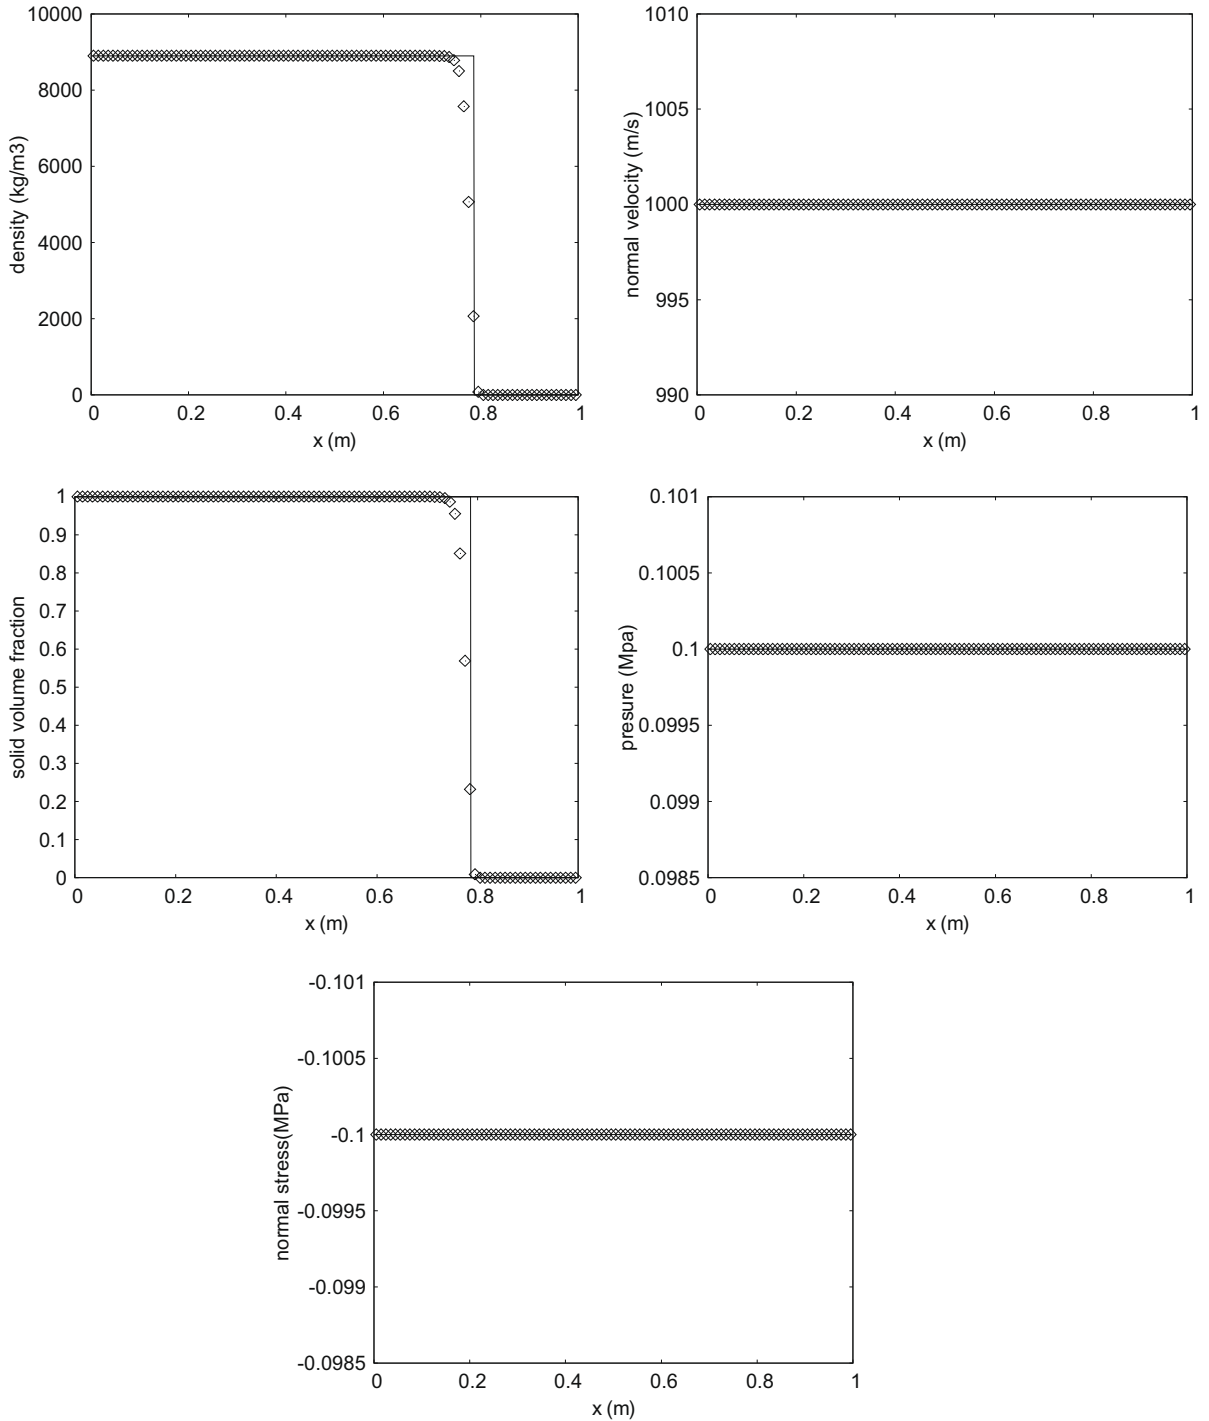 10000
8000
6000
4000
2000
0
density (kg/m3)
0 0.2 0.4 0.6 0.8 1
x (m)
1010
1005
1000
995
990
normal velocity (m/s)
0 0.2 0.4 0.6 0.8 1
x (m)
1
0.9
0.8
0.7
0.6
0.5
0.4
0.3
0.2
0.1
0
solid volume fraction
0 0.2 0.4 0.6 0.8 1
x (m)
0.101
0.1005
0.1
0.0995
0.099
0.0985
presure (Mpa)
0 0.2 0.4 0.6 0.8 1
x (m)
-0.101
-0.1005
-0.1
-0.0995
-0.099
-0.0985
normal stress(MPa)
0 0.2 0.4 0.6 0.8 1
x (m)